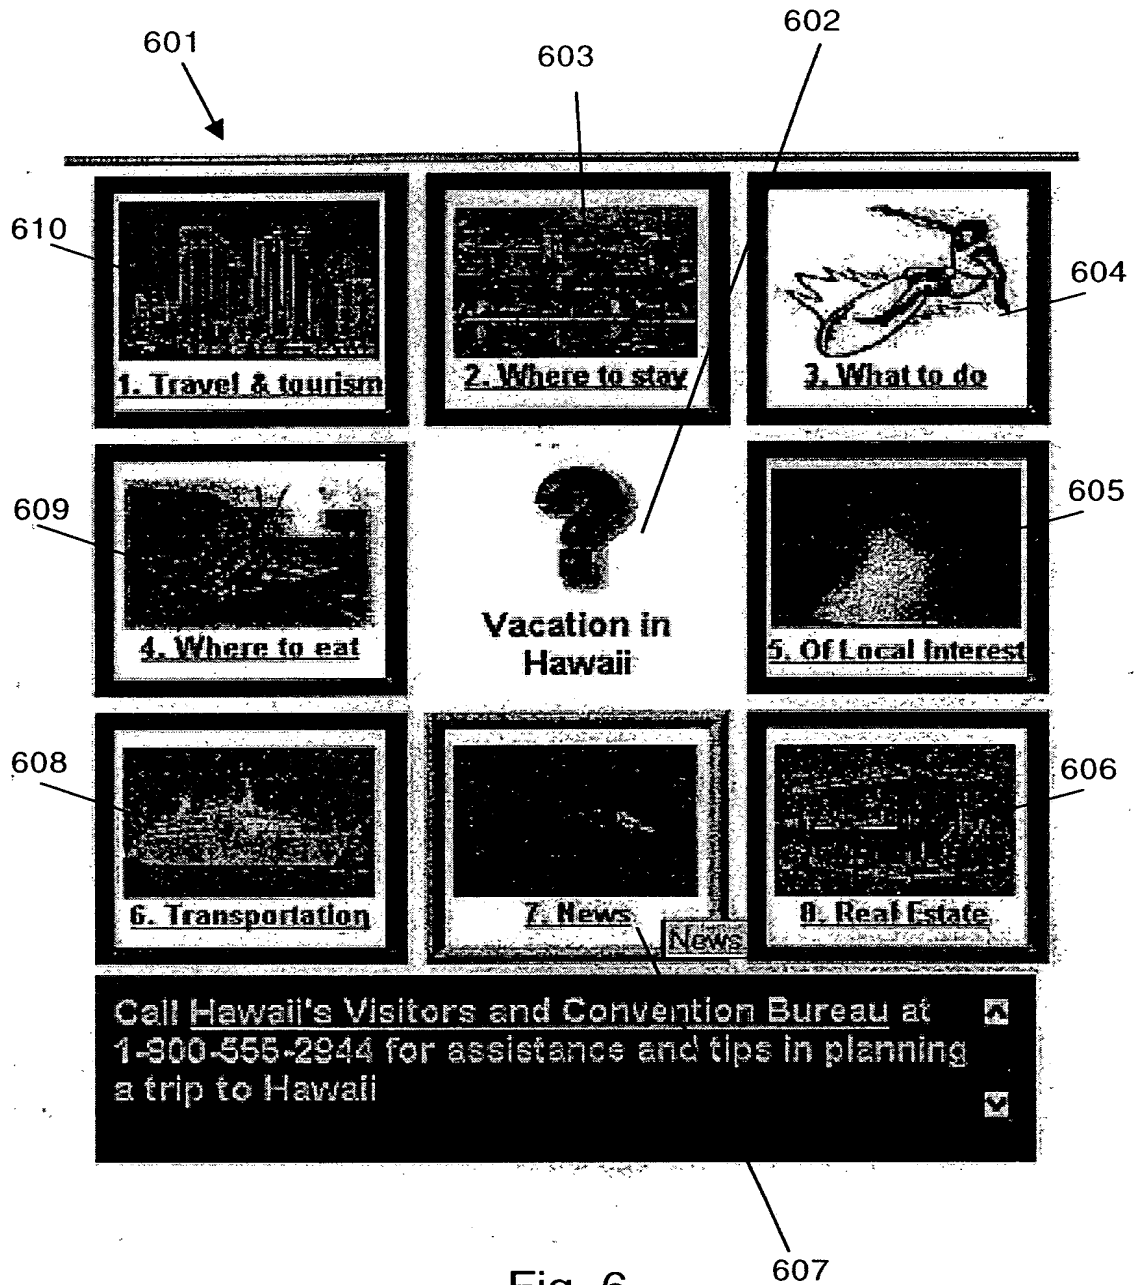 601
603
602
610
604
1. Travel & tourism
2. Where to stay
3. What to do
609
605
Vacation in
Hawaii
4. Where to eat
5. Of Local Interest
608
606
6. Transportation
7. News
8. Real Estate
News
Call Hawaii's Visitors and Convention Bureau at
1-800-555-2944 for assistance and tips in planning
a trip to Hawaii
607
Fig. 6